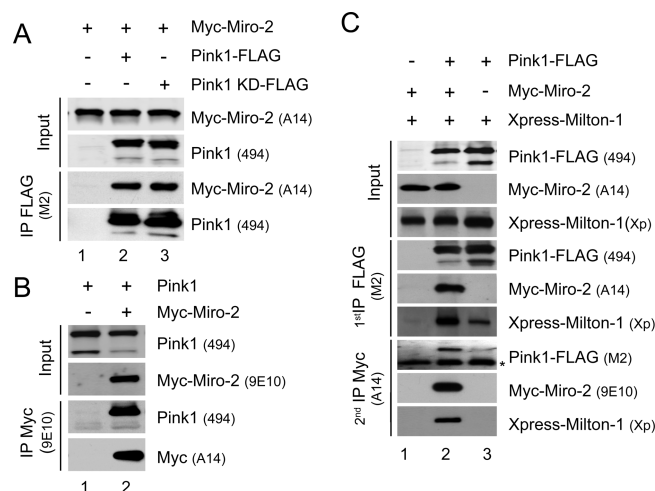 A
+ + + Myc-Miro-2
- + - Pink1-FLAG
- - + Pink1 KD-FLAG
Input
Myc-Miro-2 (A14)
Pink1 (494)
IP FLAG
(M2)
Myc-Miro-2 (A14)
Pink1 (494)
1 2 3
B
+ + Pink1
- + Myc-Miro-2
Input
Pink1 (494)
Myc-Miro-2 (9E10)
IP Myc
(9E10)
Pink1 (494)
Myc (A14)
1 2
C
- + + Pink1-FLAG
+ + - Myc-Miro-2
+ + + Xpress-Milton-1
Input
Pink1-FLAG (494)
Myc-Miro-2 (A14)
Xpress-Milton-1(Xp)
1st IP FLAG
(M2)
Pink1-FLAG (494)
Myc-Miro-2 (A14)
Xpress-Milton-1 (Xp)
2nd IP Myc
(A14)
Pink1-FLAG (M2)
*
Myc-Miro-2 (9E10)
Xpress-Milton-1 (Xp)
1 2 3